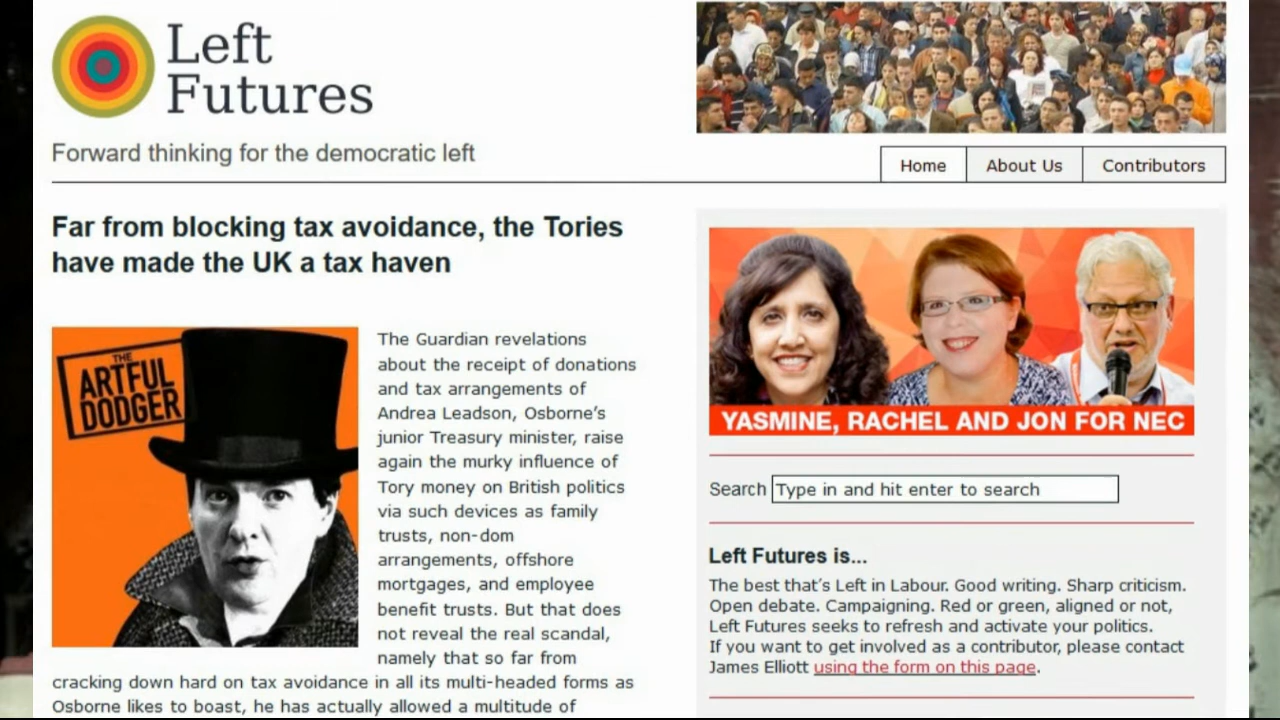 Left
Futures
Forward thinking for the democratic left
Home
About Us
Contributors
Far from blocking tax avoidance, the Tories
have made the UK a tax haven
THE
ARTFUL
DODGER
The Guardian revelations
about the receipt of donations
and tax arrangements of
Andrea Leadson, Osborne’s
junior Treasury minister, raise
again the murky influence of
Tory money on British politics
via such devices as family
trusts, non-dom
arrangements, offshore
mortgages, and employee
benefit trusts. But that does
not reveal the real scandal,
namely that so far from
cracking down hard on tax avoidance in all its multi-headed forms as
Osborne likes to boast, he has actually allowed a multitude of
YASMINE, RACHEL AND JON FOR NEC
Search Type in and hit enter to search
Left Futures is...
The best that’s Left in Labour. Good writing. Sharp criticism.
Open debate. Campaigning. Red or green, aligned or not,
Left Futures seeks to refresh and activate your politics.
If you want to get involved as a contributor, please contact
James Elliott using the form on this page.